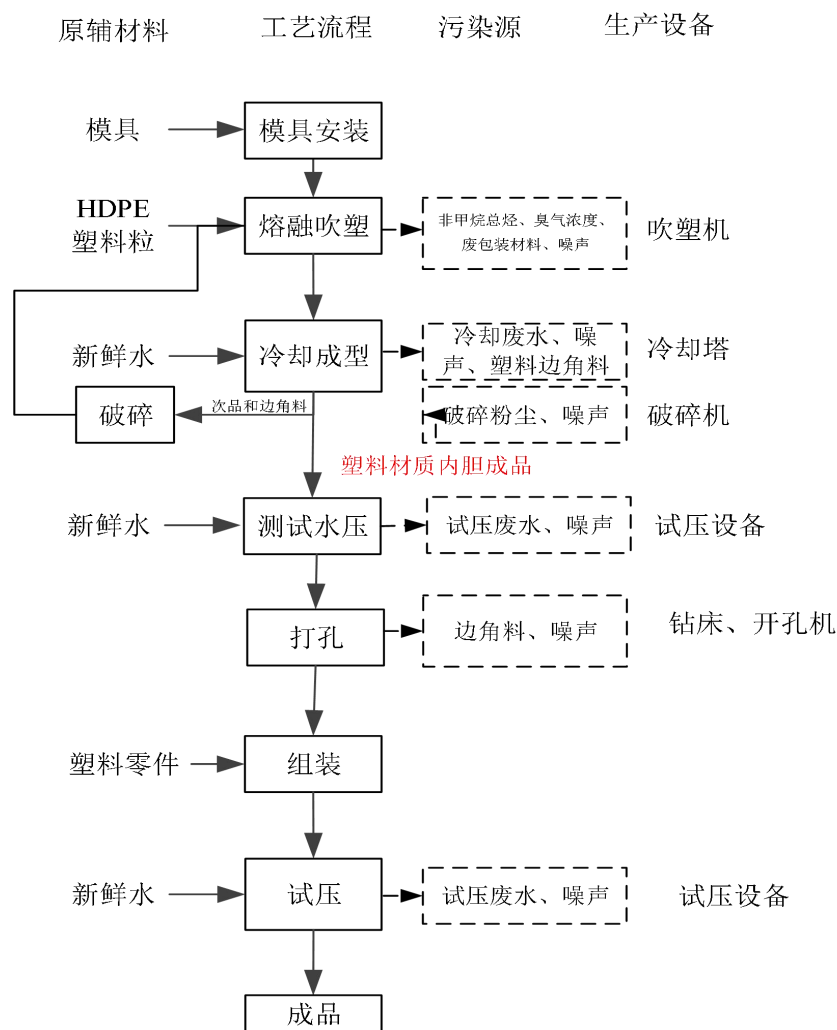 原辅材料
工艺流程
污染源
生产设备
模具
模具安装
HDPE
塑料粒
熔融吹塑
非甲烷总烃、臭气浓度、
废包装材料、噪声
吹塑机
新鲜水
冷却成型
冷却废水、噪
声、塑料边角料
冷却塔
破碎
次品和边角料
破碎粉尘、噪声
破碎机
塑料材质内胆成品
新鲜水
测试水压
试压废水、噪声
试压设备
打孔
边角料、噪声
钻床、开孔机
塑料零件
组装
新鲜水
试压
试压废水、噪声
试压设备
成品